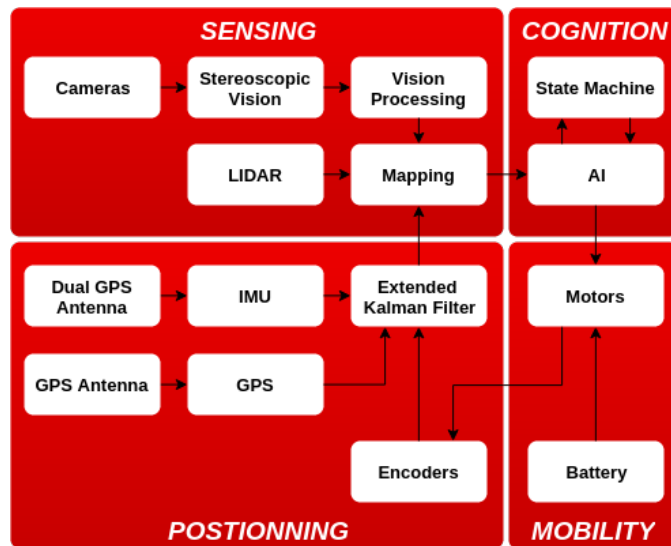 SENSING
COGNITION
Cameras
Stereoscopic
Vision
Vision
Processing
State Machine
LIDAR
Mapping
AI
Dual GPS
Antenna
IMU
Extended
Kalman Filter
Motors
GPS Antenna
GPS
Encoders
Battery
POSTIONNING
MOBILITY